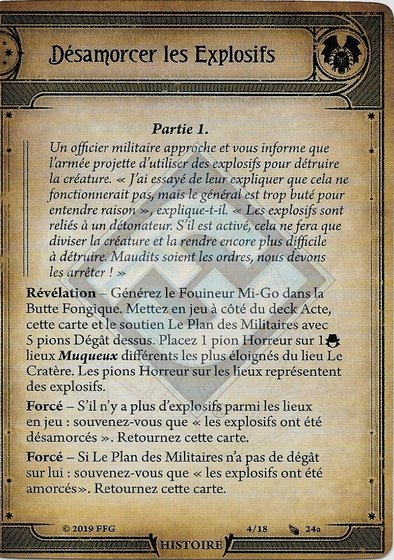 Désamorcer les Explosifs
Partie 1.
Un officier militaire approche et vous informe que
l'armée projette d'utiliser des explosifs pour détruire
la créature. « J'ai essayé de leur expliquer que cela ne
fonctionnerait pas, mais le général est trop buté pour
entendre raison », explique-t-il. « Les explosifs sont
reliés à un détonateur. S'il est activé, cela ne fera que
diviser la créature et la rendre encore plus difficile
à détruire. Maudits soient les ordres, nous devons
les arrêter ! »
Révélation – Générez le Fouineur Mi-Go dans la
Butte Fongique. Mettez en jeu à côté du deck Acte,
cette carte et le soutien Le Plan des Militaires avec
5 pions Dégât dessus. Placez 1 pion Horreur sur 1
lieux Muqueux différents les plus éloignés du lieu Le
Cratère. Les pions Horreur sur les lieux représentent
des explosifs.
Forcé – S'il n'y a plus d'explosifs parmi les lieux
en jeu : souvenez-vous que « les explosifs ont été
désamorcés ». Retournez cette carte.
Forcé – Si Le Plan des Militaires n'a pas de dégât
sur lui : souvenez-vous que « les explosifs ont été
amorcés». Retournez cette carte.
© 2019 FFG 4/18 24a
HISTOIRE